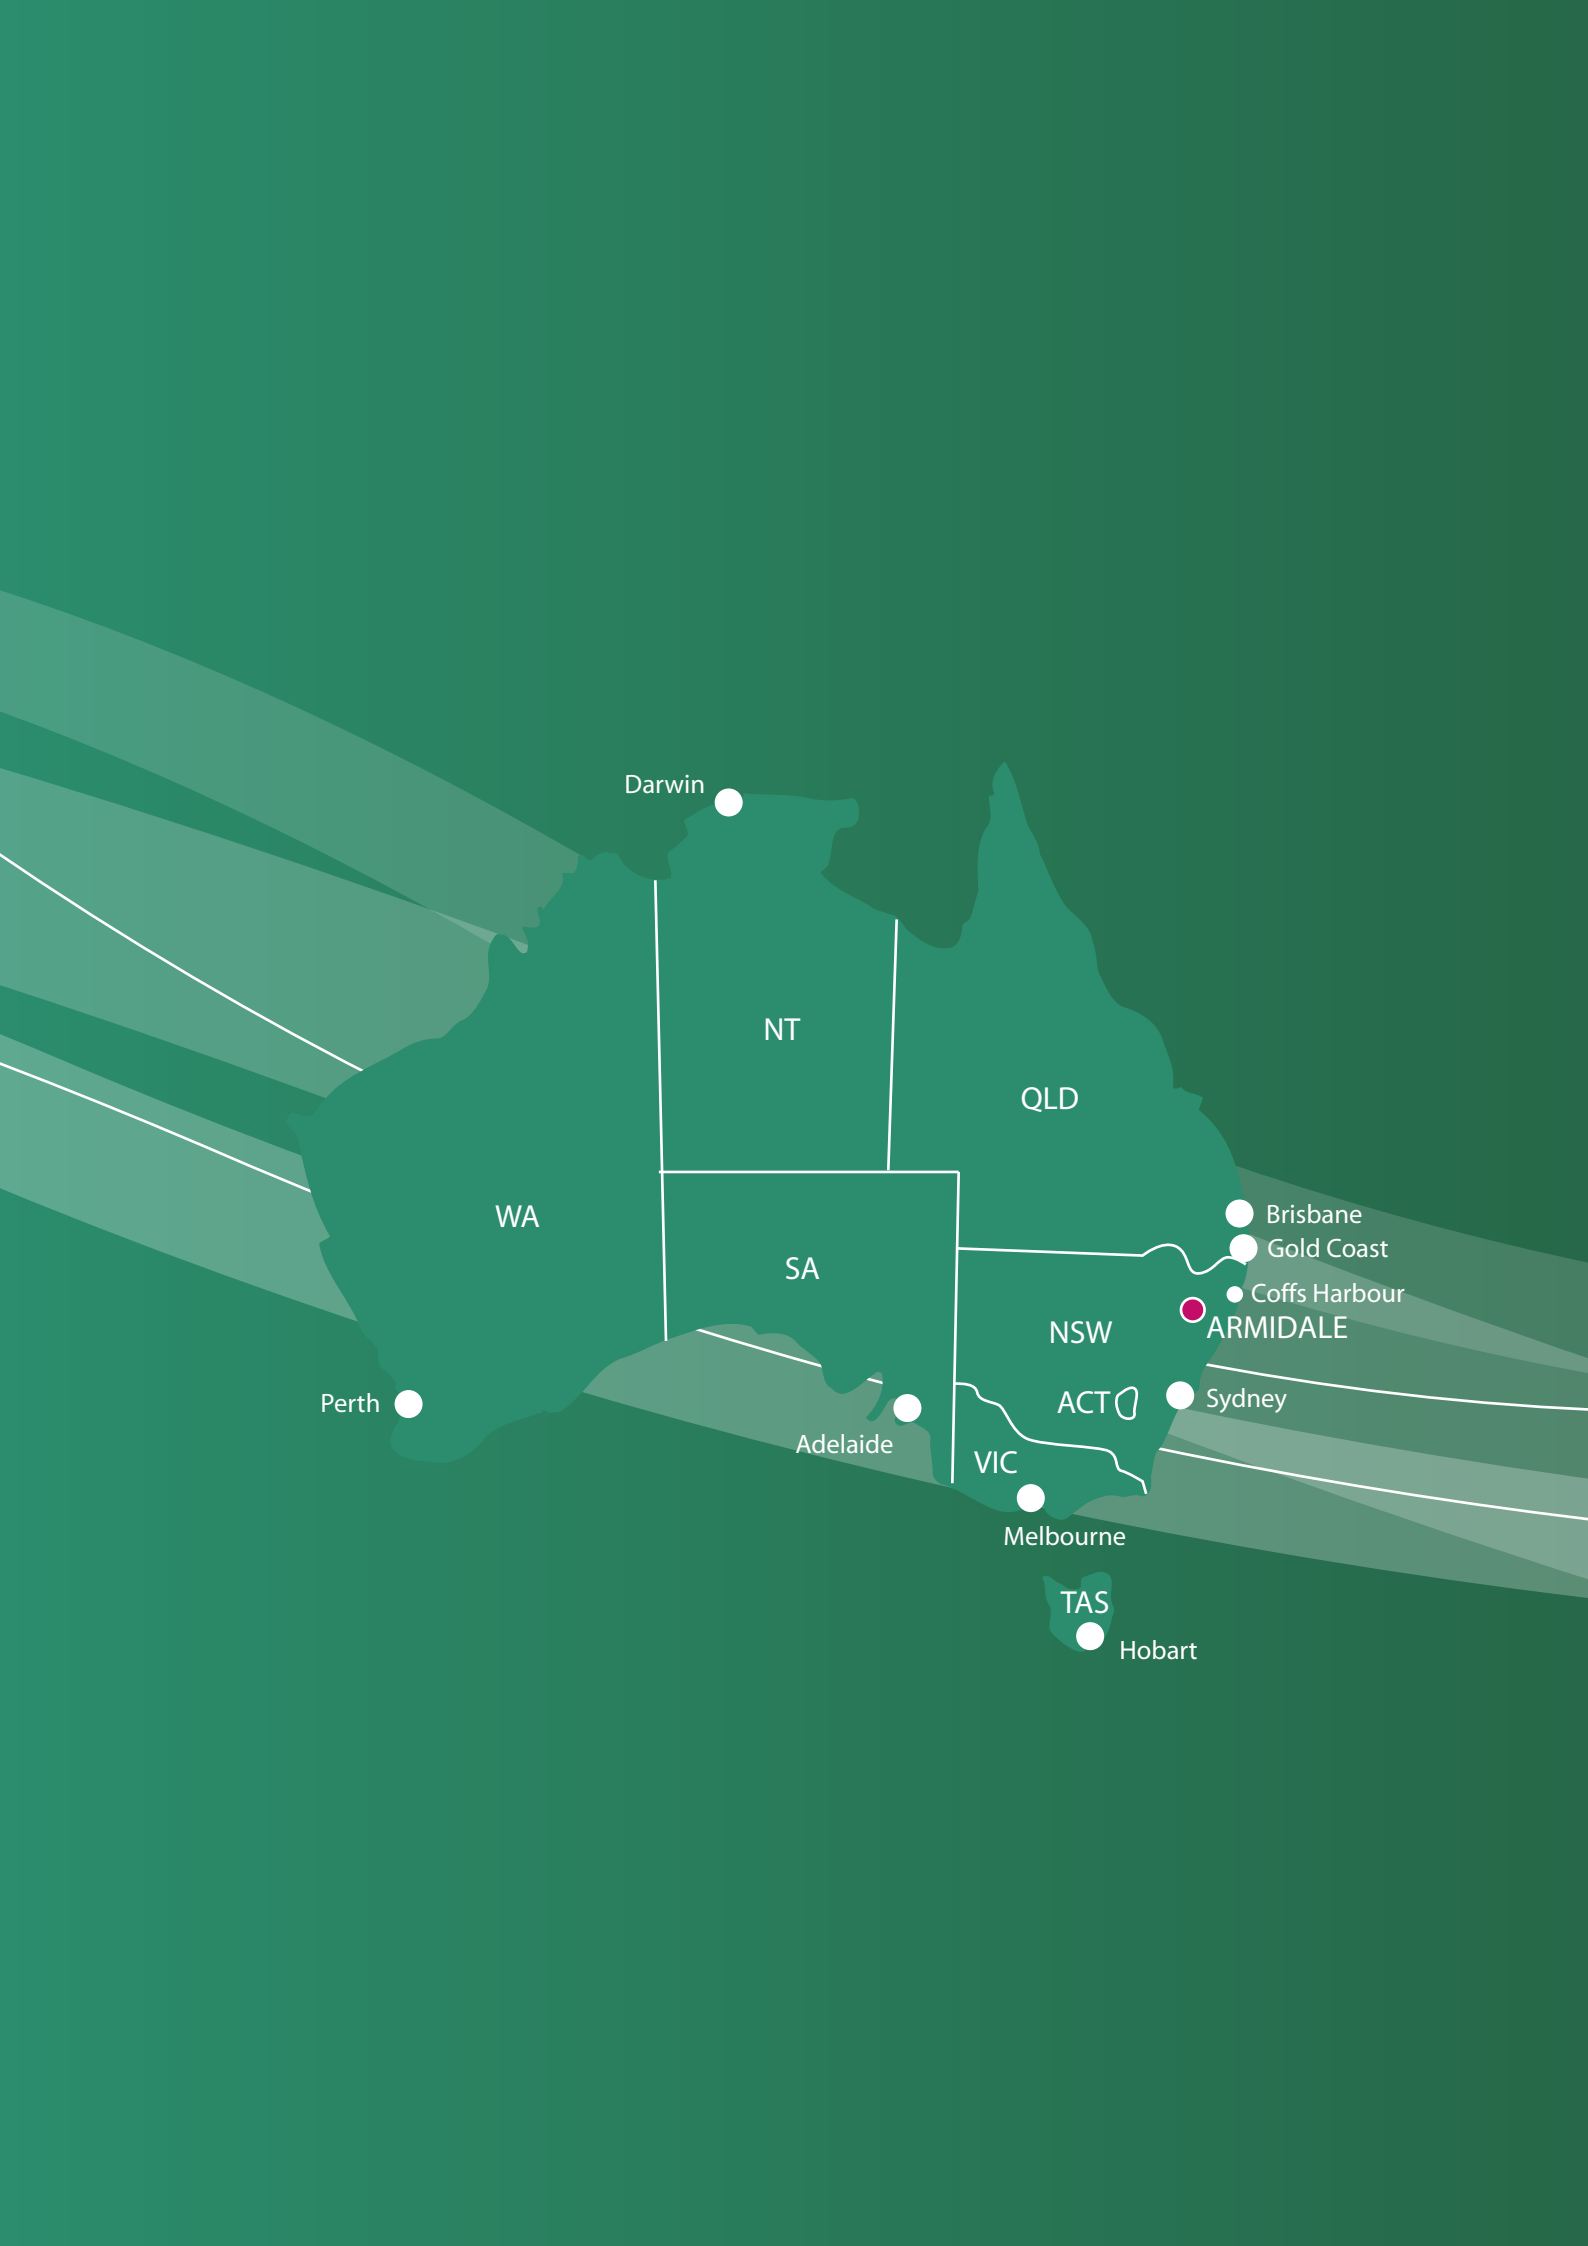 Darwin
NT
QLD
WA
Brisbane
Gold Coast
SA
Coffs Harbour
ARMIDALE
NSW
Perth
ACT
Sydney
Adelaide
VIC
Melbourne
TAS
Hobart